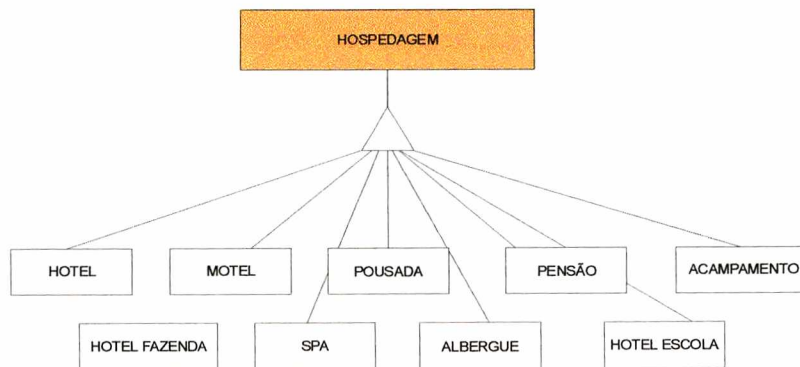 HOSPEDAGEM
HOTEL
MOTEL
POUSADA
PENSÃO
ACAMPAMENTO
HOTEL FAZENDA
SPA
ALBERGUE
HOTEL ESCOLA